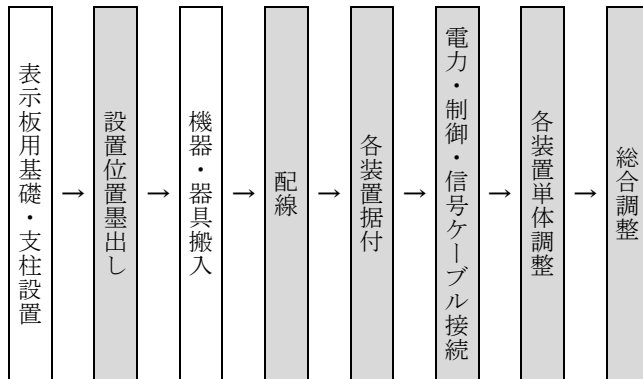 表示板用基礎・支柱設置
→
設置位置墨出し
→
機器・器具搬入
→
配線
→
各装置据付
→
電力・制御・信号ケーブル接続
→
各装置単体調整
→
総合調整